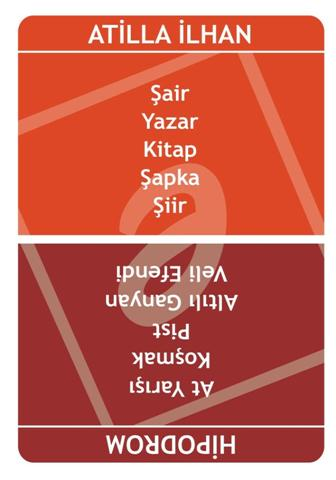 ATİLLA İLHAN
Şair
Yazar
Kitap
Şapka
Şiir
HİPODROM
At Yarışı
Koşmak
Pist
Altılı Ganyan
Veli Efendi